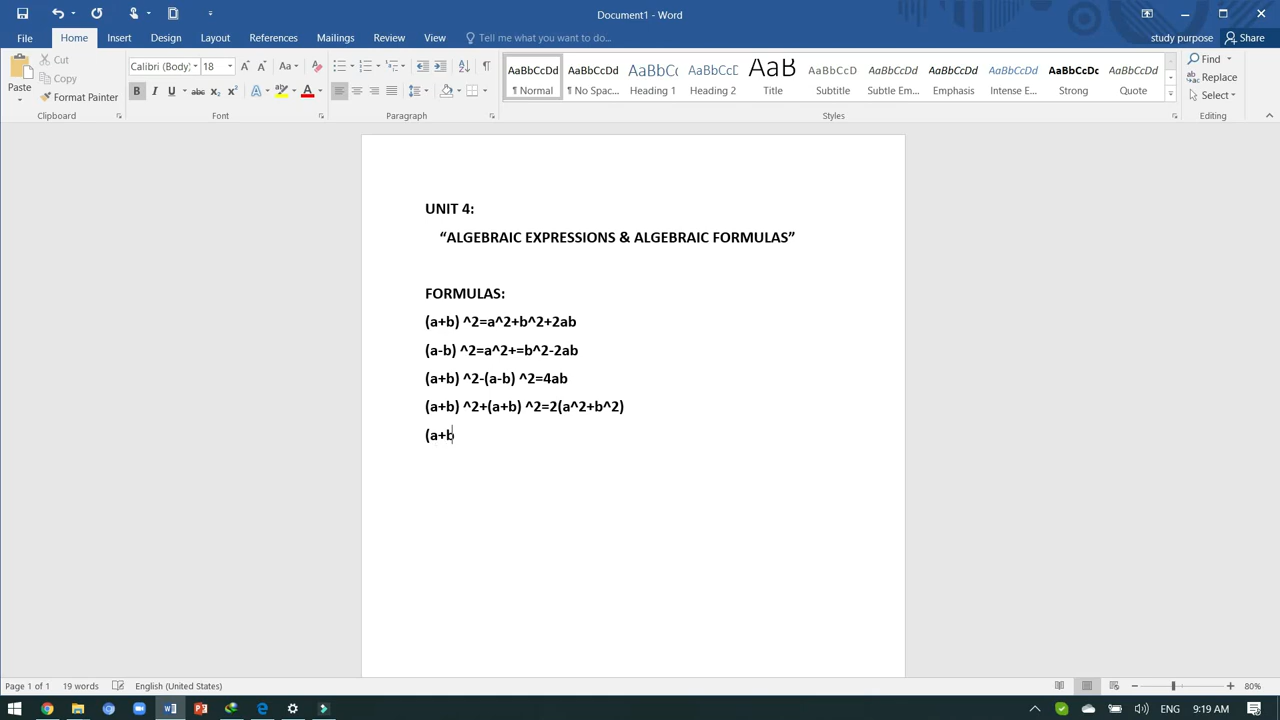 Document1 - Word
File Home Insert Design Layout References Mailings Review View Tell me what you want to do... study purpose Share
Paste Cut Copy Format Painter Clipboard
Calibri (Body) 18 Aa B I U abc X2 X2 A A Font
Paragraph
AaBbCcDd AaBbCcDd AaBbCc AaBbCcD AaB AaBbCcD AaBbCcDd AaBbCcDd AaBbCcDd AaBbCcDc AaBbCcDd
¶ Normal ¶ No Spac... Heading 1 Heading 2 Title Subtitle Subtle Em... Emphasis Intense E... Strong Quote
Styles
Find Replace Select Editing
UNIT 4:
“ALGEBRAIC EXPRESSIONS & ALGEBRAIC FORMULAS”
FORMULAS:
(a+b) ^2=a^2+b^2+2ab
(a-b) ^2=a^2+=b^2-2ab
(a+b) ^2-(a-b) ^2=4ab
(a+b) ^2+(a+b) ^2=2(a^2+b^2)
(a+b
Page 1 of 1 19 words English (United States) 80%
ENG 9:19 AM